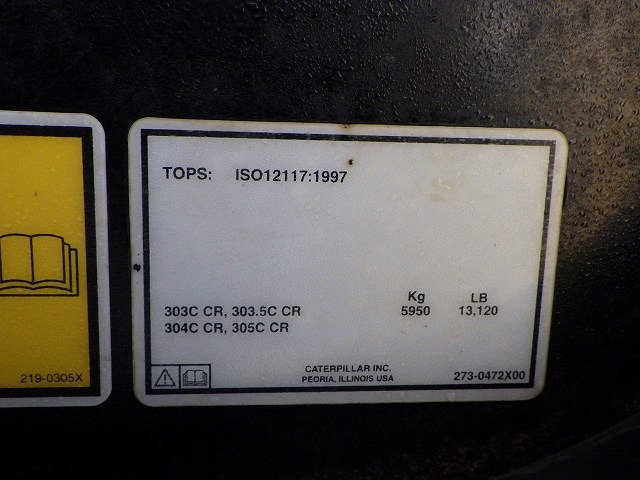 TOPS: ISO12117:1997
Kg LB
303C CR, 303.5C CR 5950 13,120
304C CR, 305C CR
CATERPILLAR INC.
PEORIA, ILLINOIS USA
273-0472X00
219-0305X